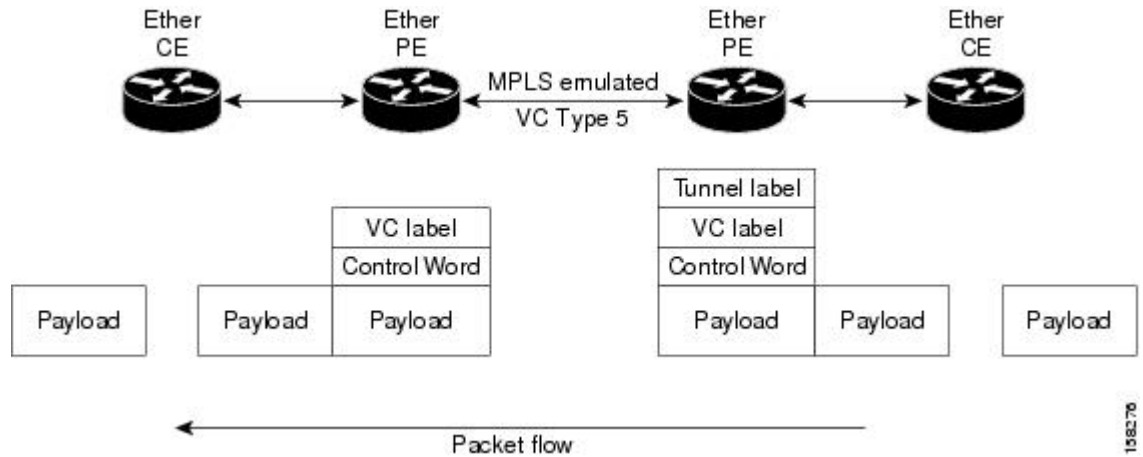 Ether
CE
Ether
PE
Ether
PE
Ether
CE
MPLS emulated
VC Type 5
Tunnel label
VC label
VC label
Control Word
Control Word
Payload
Payload
Payload
Payload
Payload
Payload
Packet flow
158276